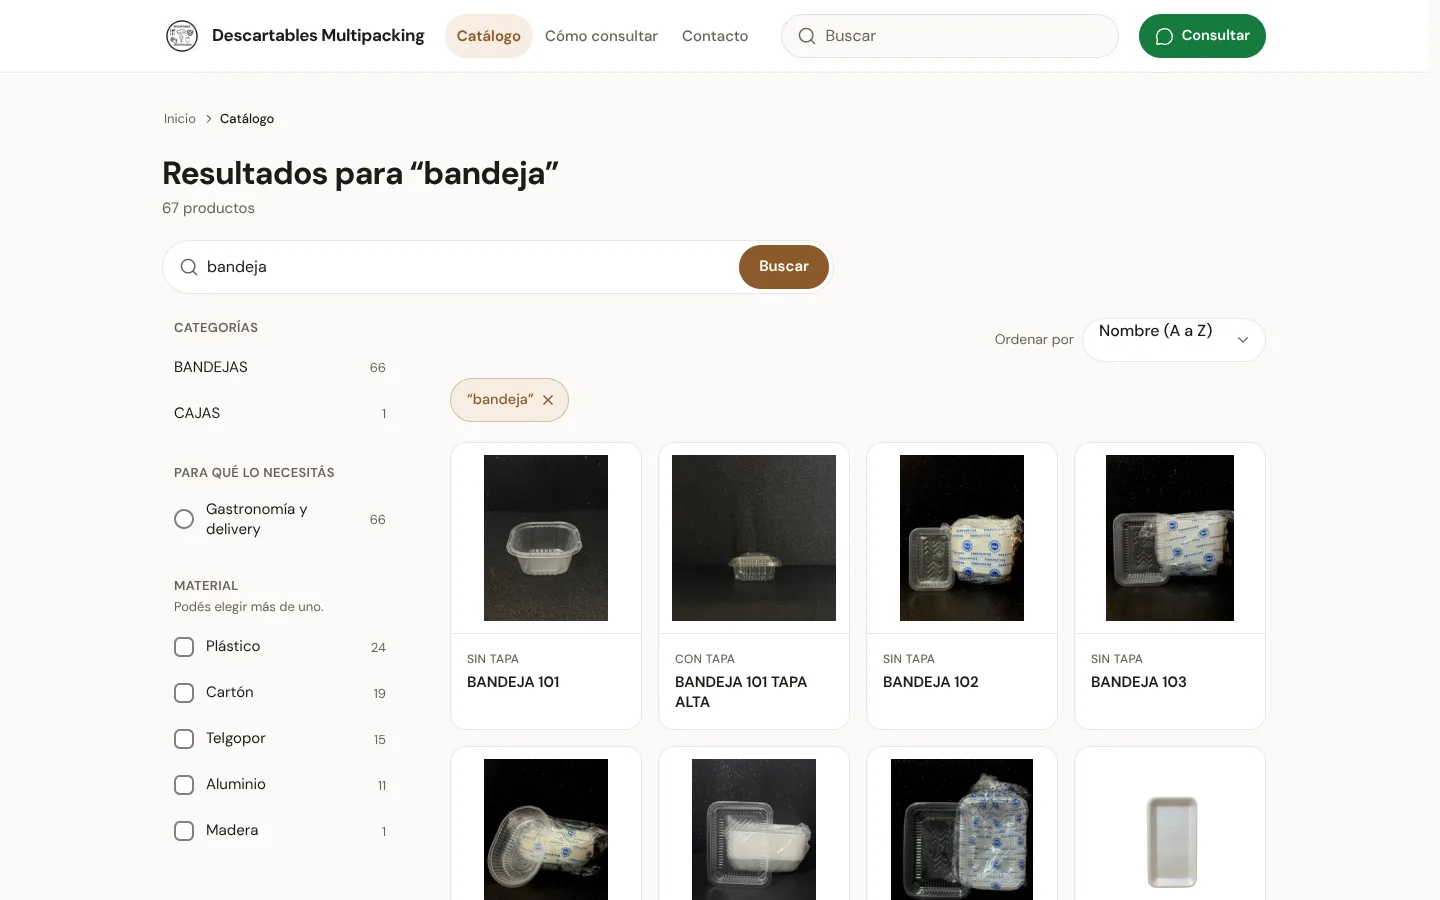 Descartables Multipacking
Catálogo
Cómo consultar
Contacto
Buscar
Consultar
Inicio > Catálogo
Resultados para “bandeja”
67 productos
bandeja
Buscar
CATEGORÍAS
BANDEJAS 66
CAJAS 1
PARA QUÉ LO NECESITÁS
Gastronomía y
delivery 66
MATERIAL
Podés elegir más de uno.
Plástico 24
Cartón 19
Telgopor 15
Aluminio 11
Madera 1
Ordenar por
Nombre (A a Z)
“bandeja”
SIN TAPA
BANDEJA 101
CON TAPA
BANDEJA 101 TAPA
ALTA
SIN TAPA
BANDEJA 102
SIN TAPA
BANDEJA 103